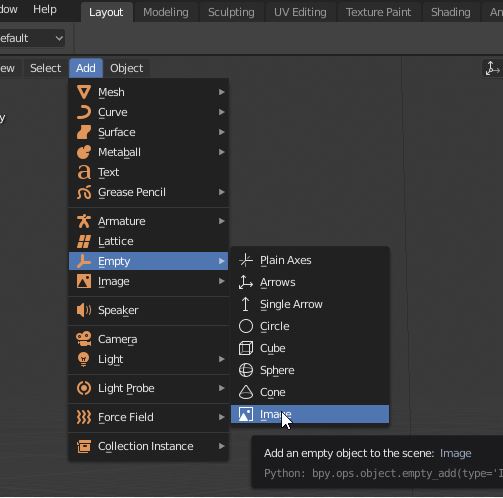 dow Help Layout Modeling Sculpting UV Editing Texture Paint Shading An
efault
ew Select Add Object
y
Mesh
Curve
Surface
Metaball
Text
Grease Pencil
Armature
Lattice
Empty
Image
Speaker
Camera
Light
Light Probe
Force Field
Collection Instance
Plain Axes
Arrows
Single Arrow
Circle
Cube
Sphere
Cone
Image
Add an empty object to the scene: Image
Python: bpy.ops.object.empty_add(type='I